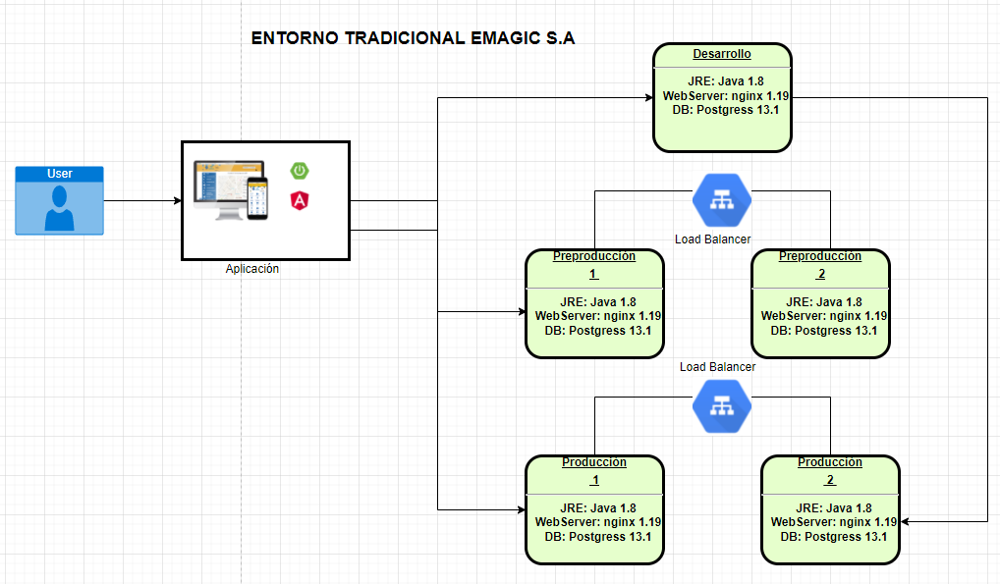 ENTORNO TRADICIONAL EMAGIC S.A
Desarrollo
JRE: Java 1.8
WebServer: nginx 1.19
DB: Postgress 13.1
User
A
Aplicación
Load Balancer
Preproducción
1
JRE: Java 1.8
WebServer: nginx 1.19
DB: Postgress 13.1
Preproducción
2
JRE: Java 1.8
WebServer: nginx 1.19
DB: Postgress 13.1
Load Balancer
Producción
1
JRE: Java 1.8
WebServer: nginx 1.19
DB: Postgress 13.1
Producción
2
JRE: Java 1.8
WebServer: nginx 1.19
DB: Postgress 13.1